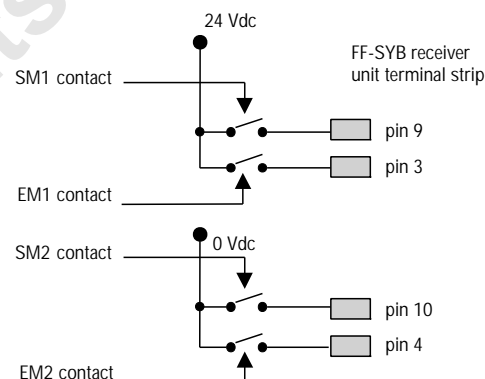 24 Vdc
FF-SYB receiver
unit terminal strip
SM1 contact
pin 9
pin 3
EM1 contact
SM2 contact
0 Vdc
pin 10
pin 4
EM2 contact